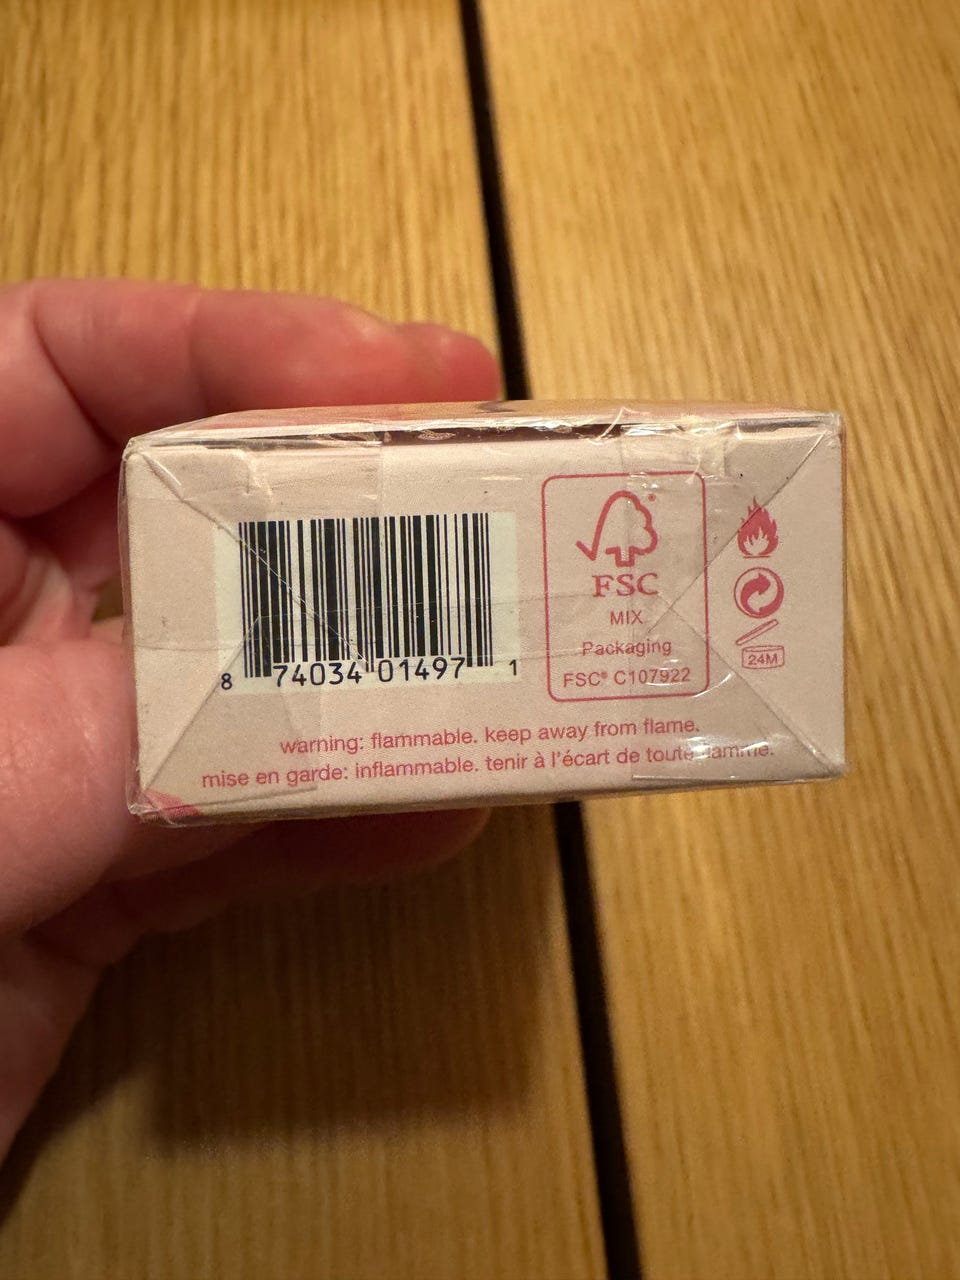 8 74034 01497 1
FSC®
MIX
Packaging
FSC® C107922
24M
warning: flammable. keep away from flame.
mise en garde: inflammable. tenir à l'écart de toute flamme.